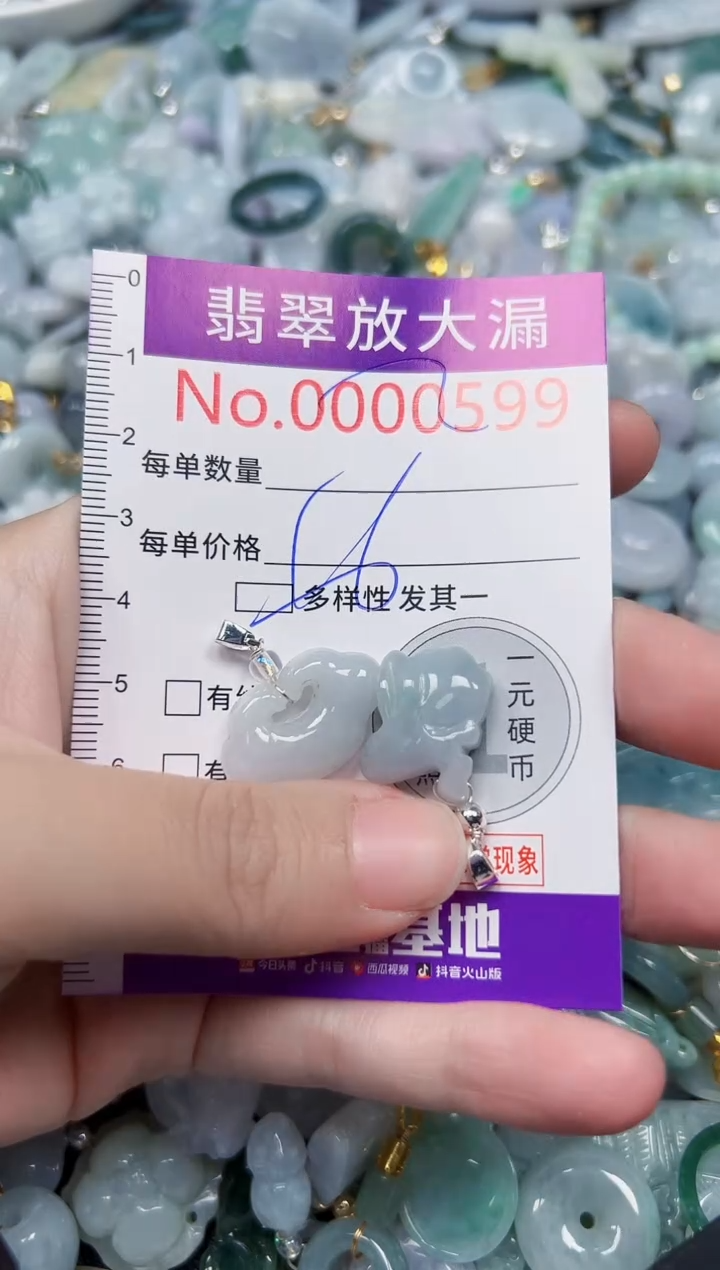 0
翡翠放大漏
1
No.0000599
2
每单数量
3
每单价格
4
多样性 发其一
5
有
一元硬币
6
有
现象
基地
今日头条 抖音 西瓜视频 抖音火山版